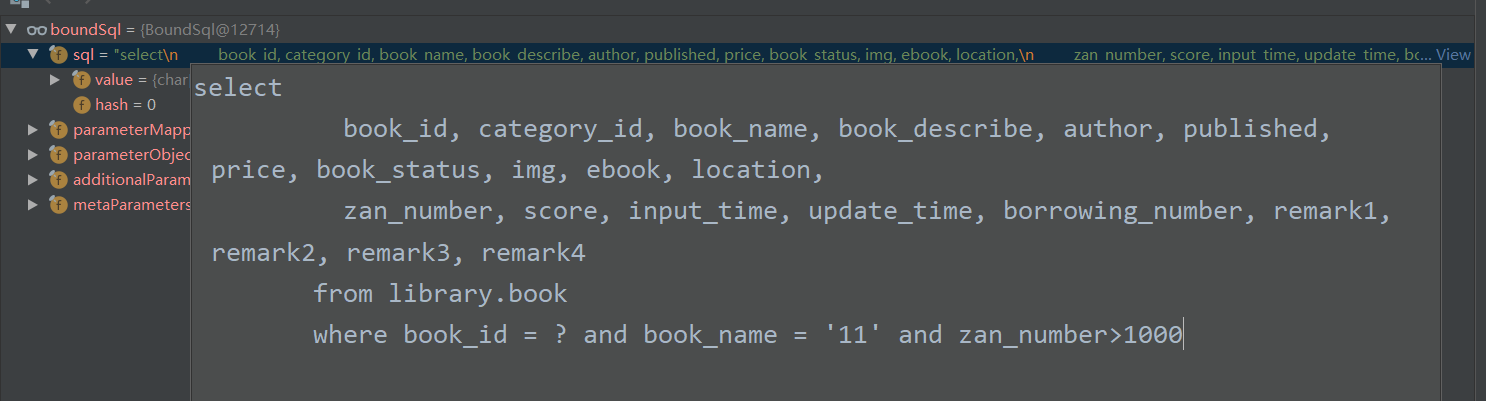 boundSql = {BoundSql@12714}
sql = "select\n book_id, category_id, book_name, book_describe, author, published, price, book_status, img, ebook, location,\n zan_number, score, input_time, update_time, bc... View
value = {char
hash = 0
parameterMapp
parameterObjec
additionalParam
metaParameters
select
book_id, category_id, book_name, book_describe, author, published,
price, book_status, img, ebook, location,
zan_number, score, input_time, update_time, borrowing_number, remark1,
remark2, remark3, remark4
from library.book
where book_id = ? and book_name = '11' and zan_number>1000